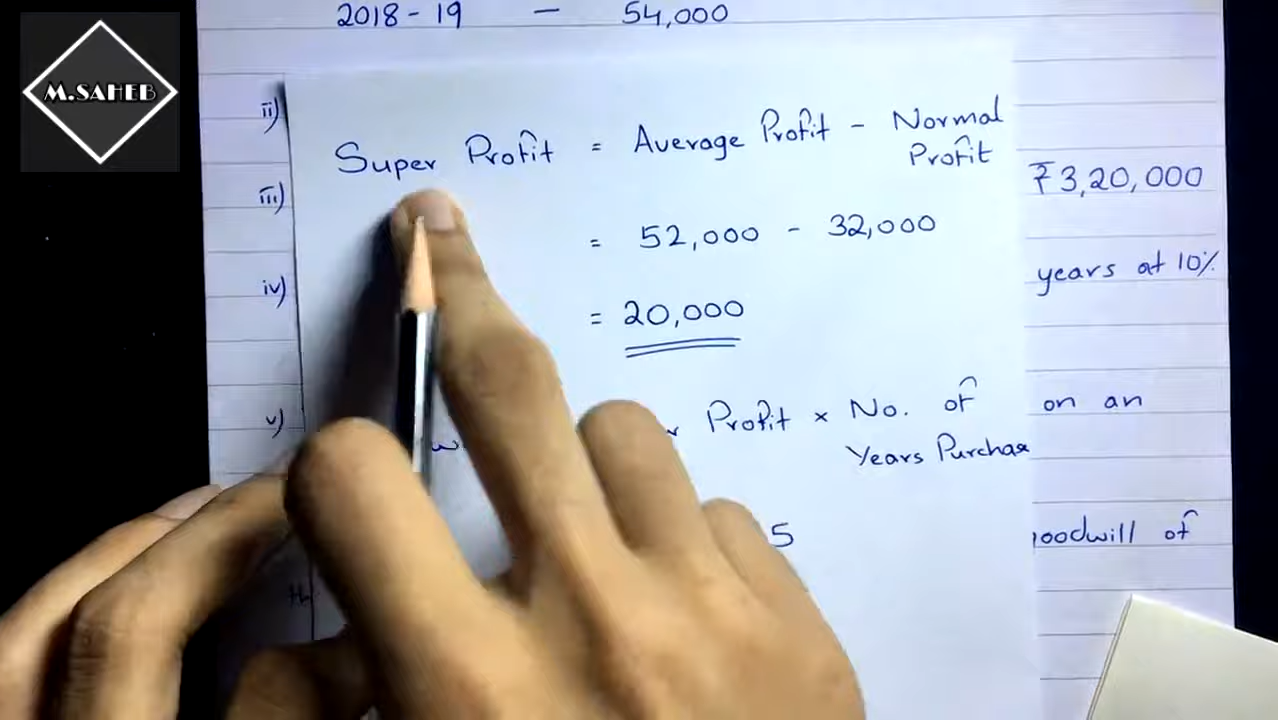 2018-19 — 54,000
M.SAHEB
ii)
Super Profit = Average Profit - Normal
Profit
₹3,20,000
iii)
= 52,000 - 32,000
years at 10%
iv)
= 20,000
v)
Profit × No. of
on an
Years Purchase
5
goodwill of